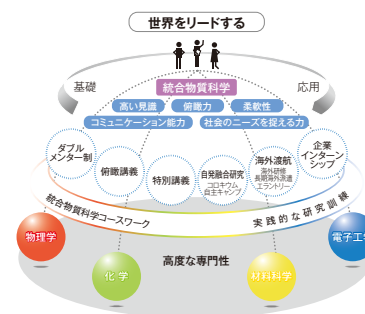 世界をリードする
基礎
応用
統合物質科学
高い見識
俯瞰力
柔軟性
コミュニケーション能力
社会のニーズを捉える力
ダブル
メンター制
俯瞰講義
特別講義
自発融合研究
コロキウム
自主キャンプ
海外渡航
海外研修
長期海外派遣
エラントリー
企業
インターン
シップ
統合物質科学コースワーク
実践的な研究訓練
物理学
化 学
高度な専門性
材料科学
電子工学